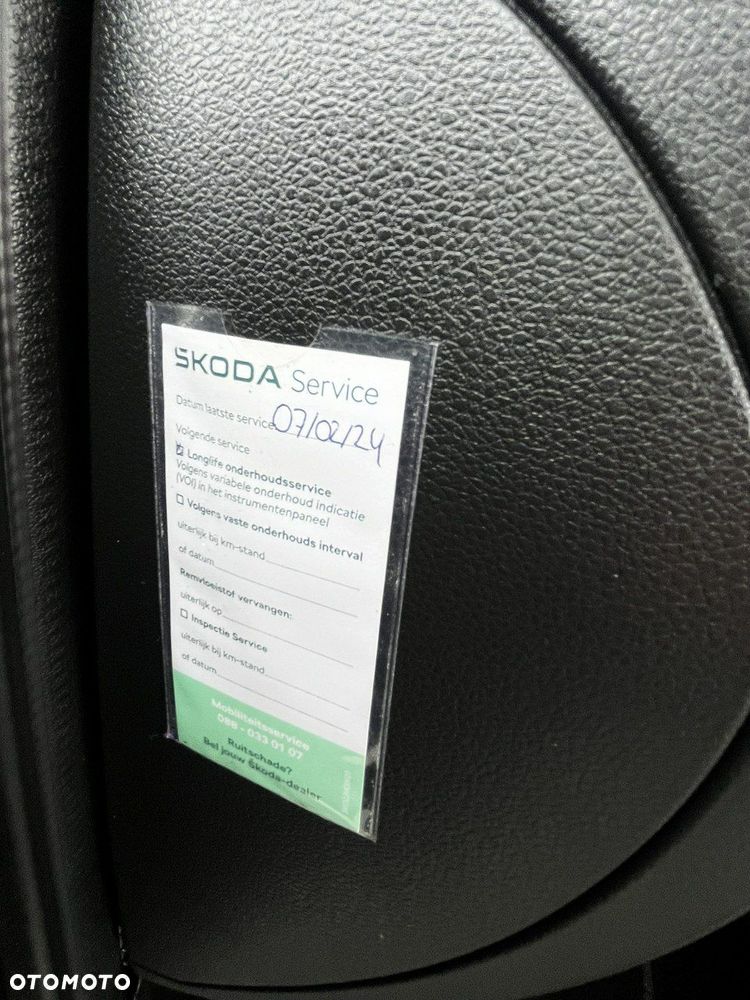 ŠKODA Service
Datum laatste service 07/02/24
Volgende service
Longlife onderhoudsservice
Volgens variabele onderhoud indicatie
(VOI) in het instrumentenpaneel
Volgens vaste onderhouds interval
uiterlijk bij km-stand
of datum
Remvloeistof vervangen:
uiterlijk op
Inspectie Service
uiterlijk bij km-stand
of datum
Mobiliteitsservice
088 - 033 01 07
Ruitschade?
Bel jouw Škoda-dealer
OTOMOTO